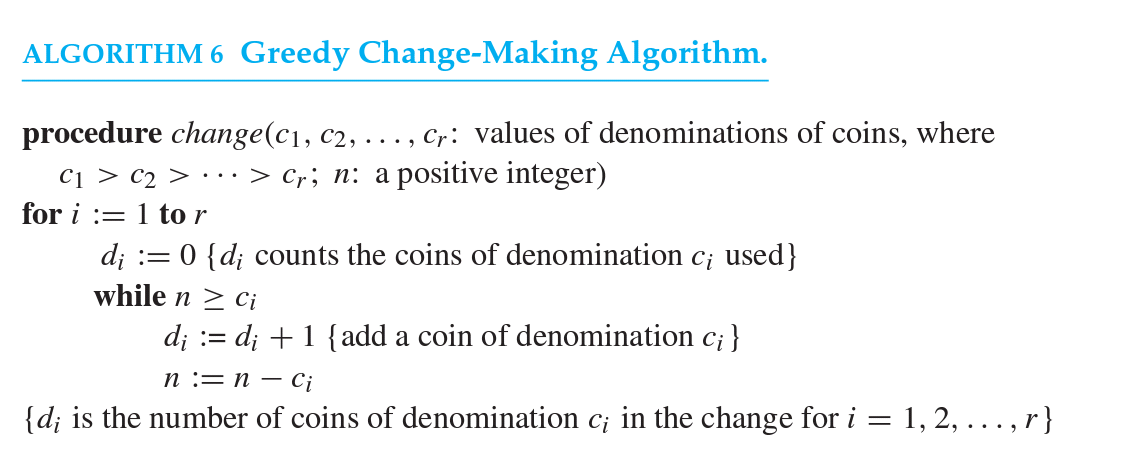 ALGORITHM 6 Greedy Change-Making Algorithm.
procedure change(c₁, c₂, . . . , cᵣ: values of denominations of coins, where
c₁ > c₂ > · · · > cᵣ; n: a positive integer)
for i := 1 to r
dᵢ := 0 {dᵢ counts the coins of denomination cᵢ used}
while n ≥ cᵢ
dᵢ := dᵢ + 1 {add a coin of denomination cᵢ}
n := n − cᵢ
{dᵢ is the number of coins of denomination cᵢ in the change for i = 1, 2, . . . , r}